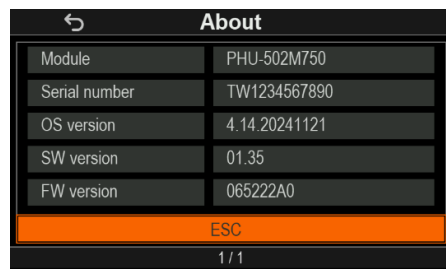 About
Module PHU-502M750
Serial number TW1234567890
OS version 4.14.20241121
SW version 01.35
FW version 065222A0
ESC
1 / 1